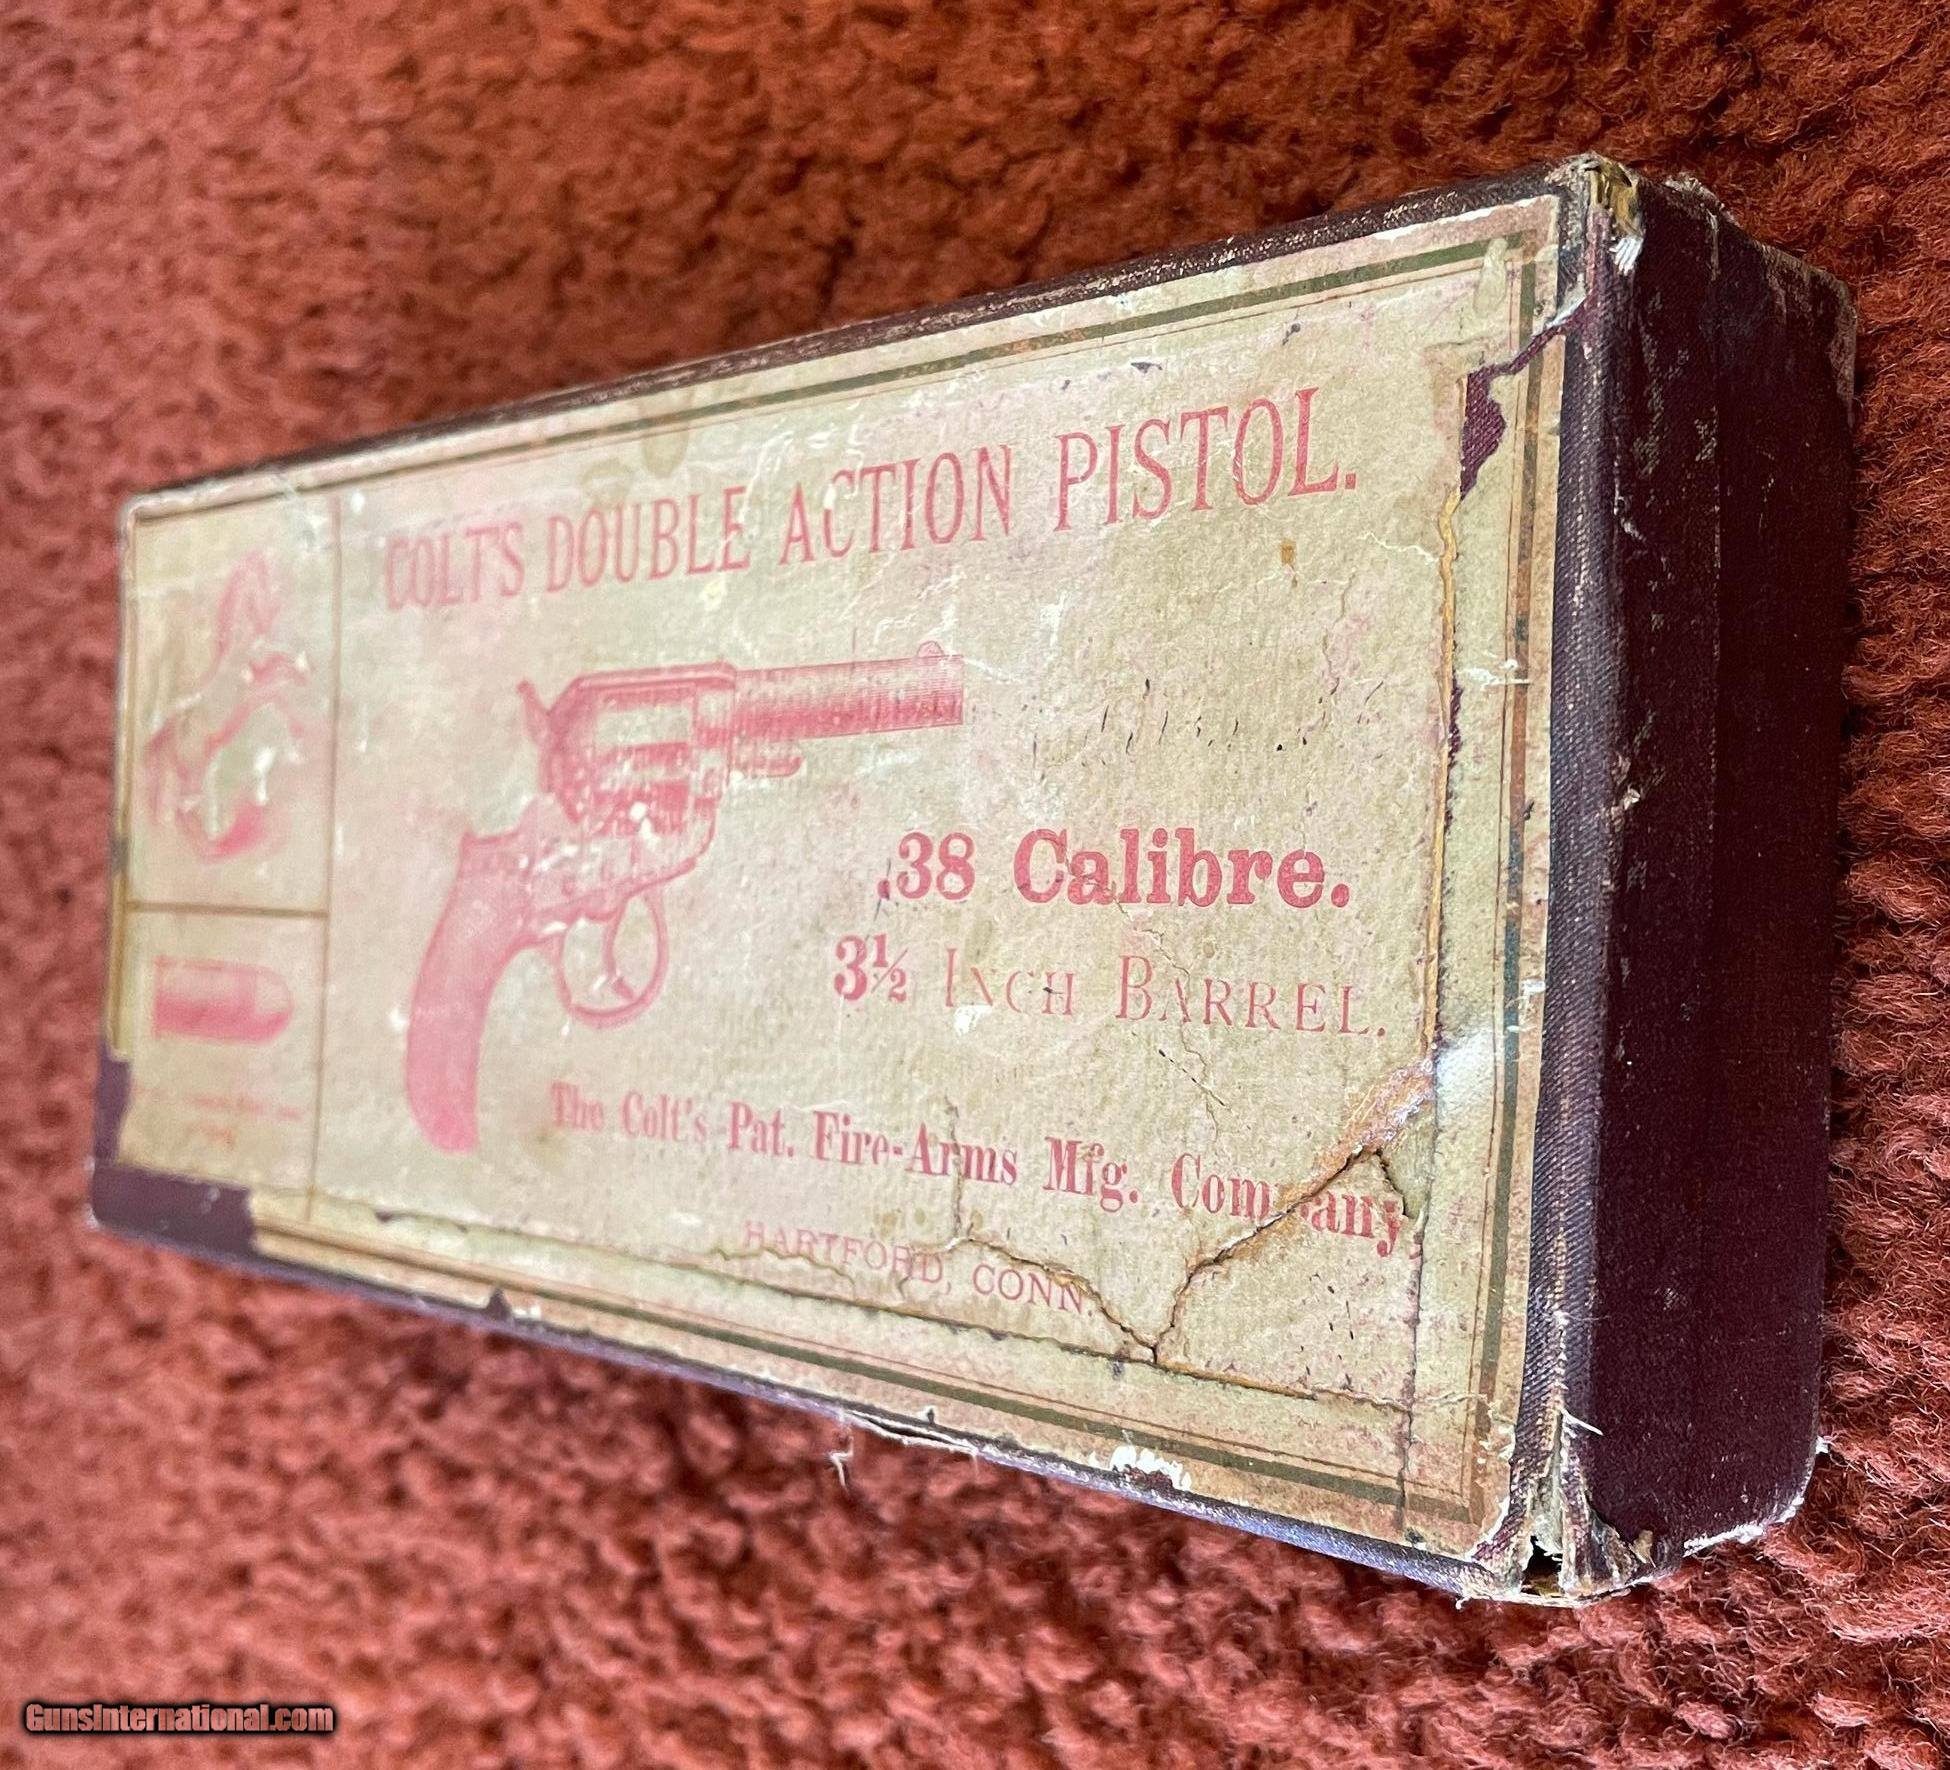 COLT'S DOUBLE ACTION PISTOL.
.38 Calibre.
3½ INCH BARREL.
The Colt's Pat. Fire-Arms Mfg. Company,
HARTFORD, CONN.
GunsInternational.com